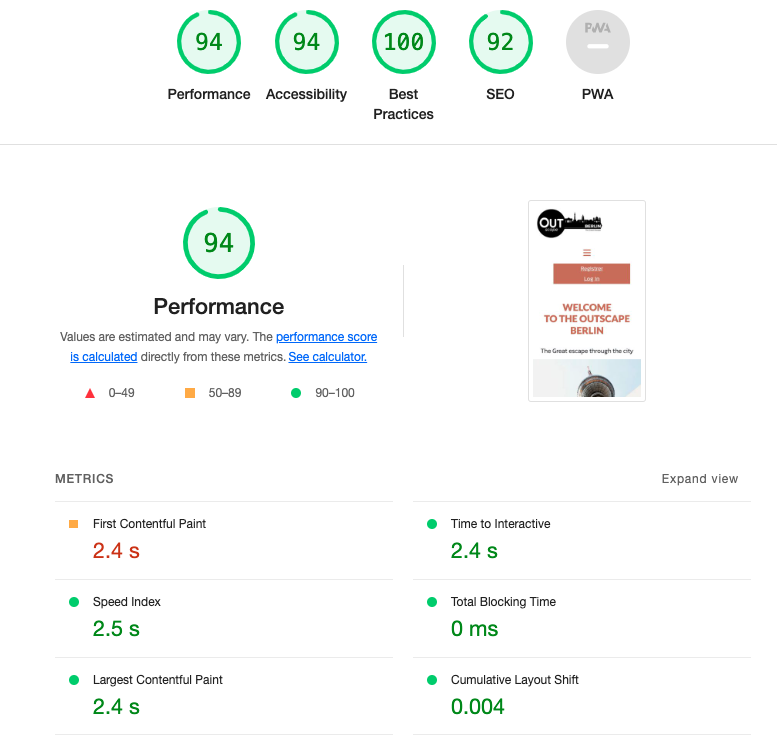 94
94
100
92
PWA
Performance
Accessibility
Best
Practices
SEO
PWA
94
Performance
Values are estimated and may vary. The performance score
is calculated directly from these metrics. See calculator.
0–49
50–89
90–100
OUT
BERLIN
Register
Log In
WELCOME
TO THE OUTSCAPE
BERLIN
The Great escape through the city
METRICS
Expand view
First Contentful Paint
2.4 s
Time to Interactive
2.4 s
Speed Index
2.5 s
Total Blocking Time
0 ms
Largest Contentful Paint
2.4 s
Cumulative Layout Shift
0.004